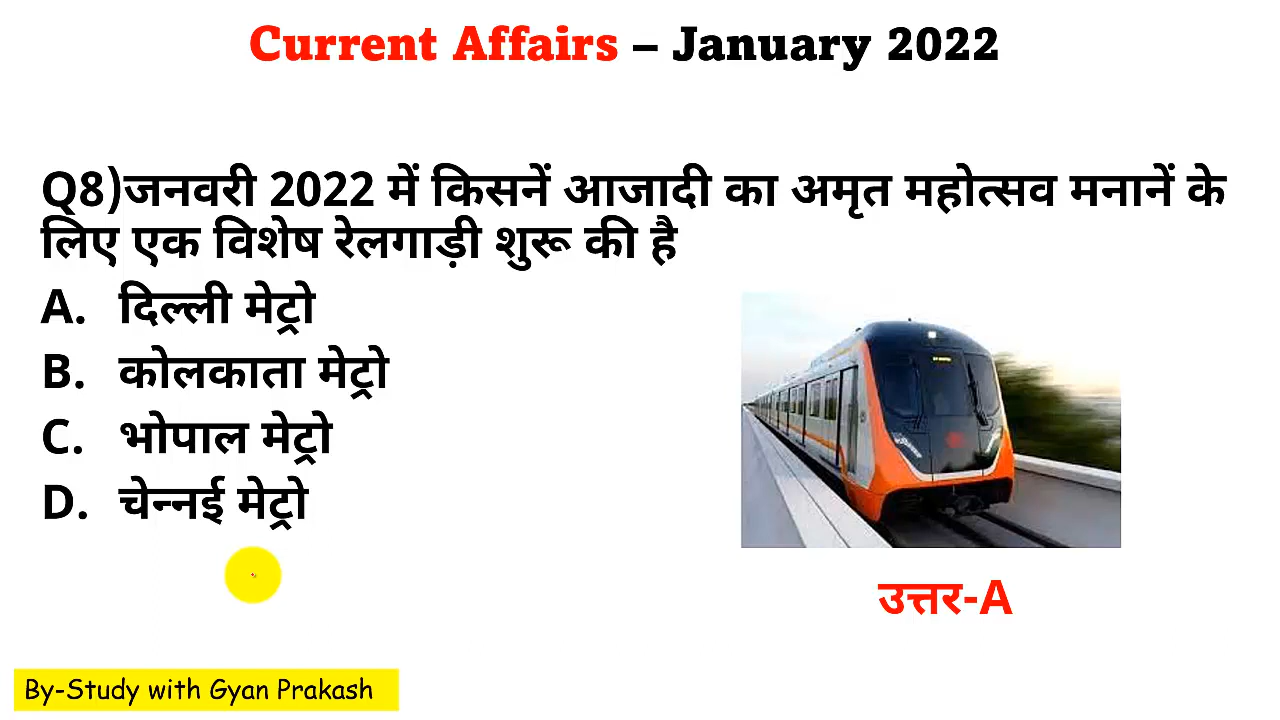 Current Affairs – January 2022
Q8)जनवरी 2022 में किसनें आजादी का अमृत महोत्सव मनानें के
लिए एक विशेष रेलगाड़ी शुरू की है
A. दिल्ली मेट्रो
B. कोलकाता मेट्रो
C. भोपाल मेट्रो
D. चेन्नई मेट्रो
उत्तर-A
By-Study with Gyan Prakash